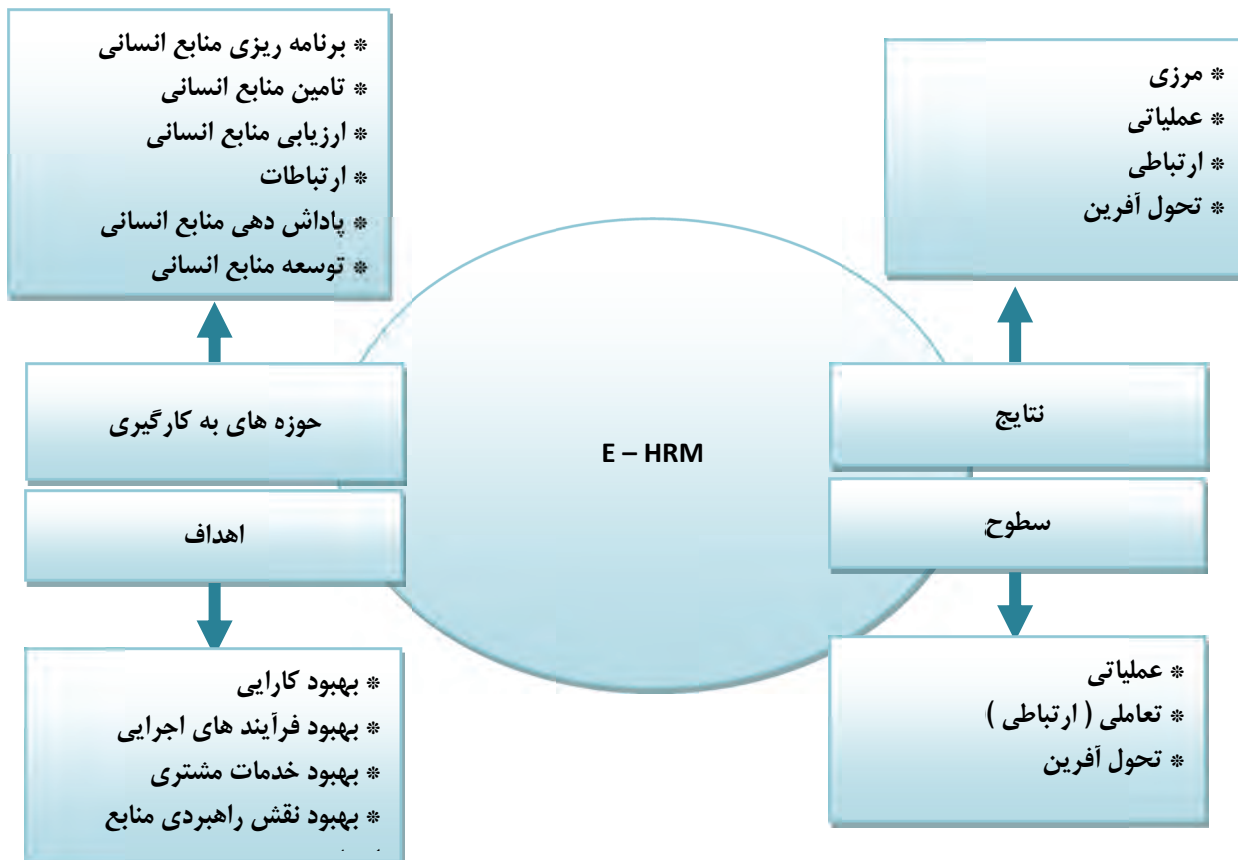 * مرزی
* عملیاتی
* ارتباطی
* تحول آفرین
نتایج
سطوح
* عملیاتی
* تعاملی ( ارتباطی )
* تحول آفرین
E – HRM
* برنامه ریزی منابع انسانی
* تامین منابع انسانی
* ارزیابی منابع انسانی
* ارتباطات
* پاداش دهی منابع انسانی
* توسعه منابع انسانی
حوزه های به کارگیری
اهداف
* بهبود کارایی
* بهبود فرآیند های اجرایی
* بهبود خدمات مشتری
* بهبود نقش راهبردی منابع